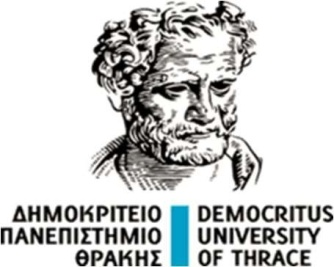 ΔΗΜΟΚΡΙΤΕΙΟ
ΠΑΝΕΠΙΣΤΗΜΙΟ
ΘΡΑΚΗΣ
DEMOCRITUS
UNIVERSITY
OF THRACE